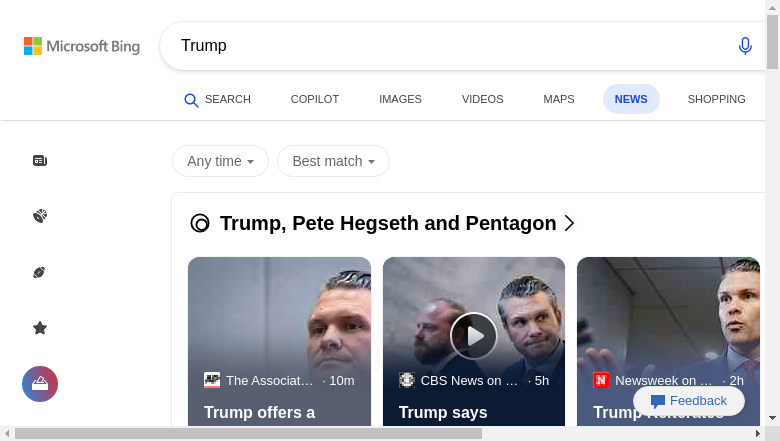 Microsoft Bing
Trump
SEARCH
COPILOT
IMAGES
VIDEOS
MAPS
NEWS
SHOPPING
Any time
Best match
Trump, Pete Hegseth and Pentagon
The Associat… · 10m
Trump offers a
CBS News on … · 5h
Trump says
Newsweek on … · 2h
Trump Reiterates
Feedback